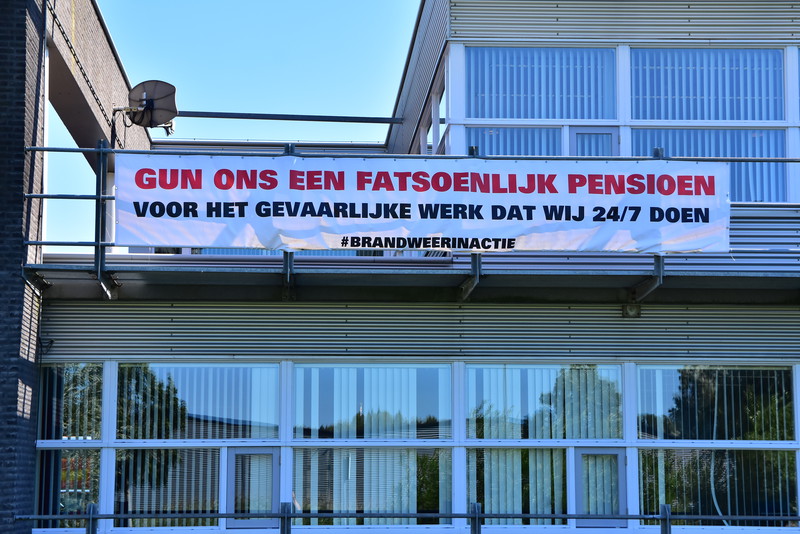 GUN ONS EEN FATSOENLIJK PENSIOEN
VOOR HET GEVAARLIJKE WERK DAT WIJ 24/7 DOEN
#BRANDWEERINACTIE